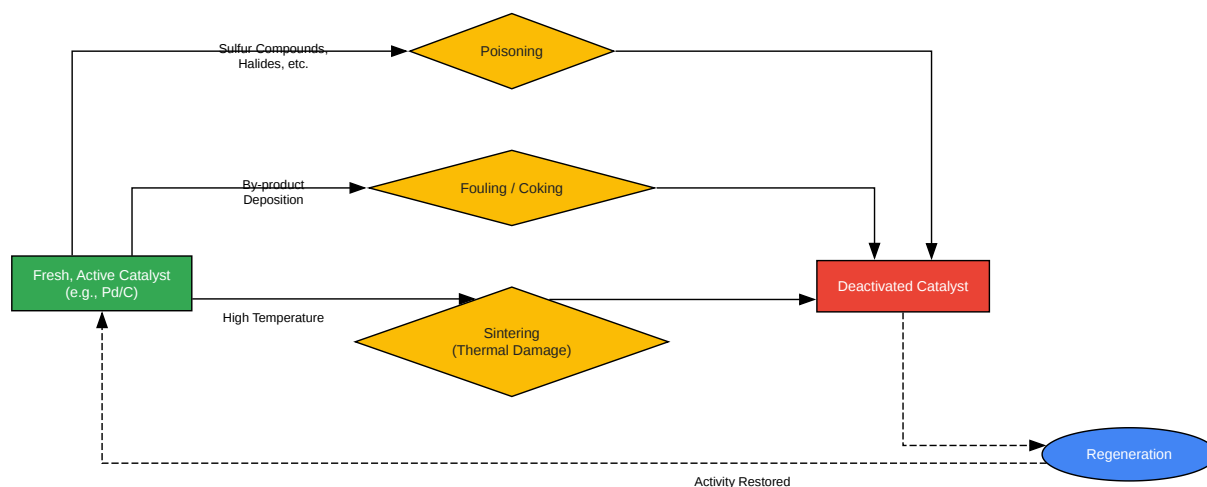 Sulfur Compounds,
Halides, etc.
Poisoning
By-product
Deposition
Fouling / Coking
Fresh, Active Catalyst
(e.g., Pd/C)
High Temperature
Sintering
(Thermal Damage)
Deactivated Catalyst
Regeneration
Activity Restored